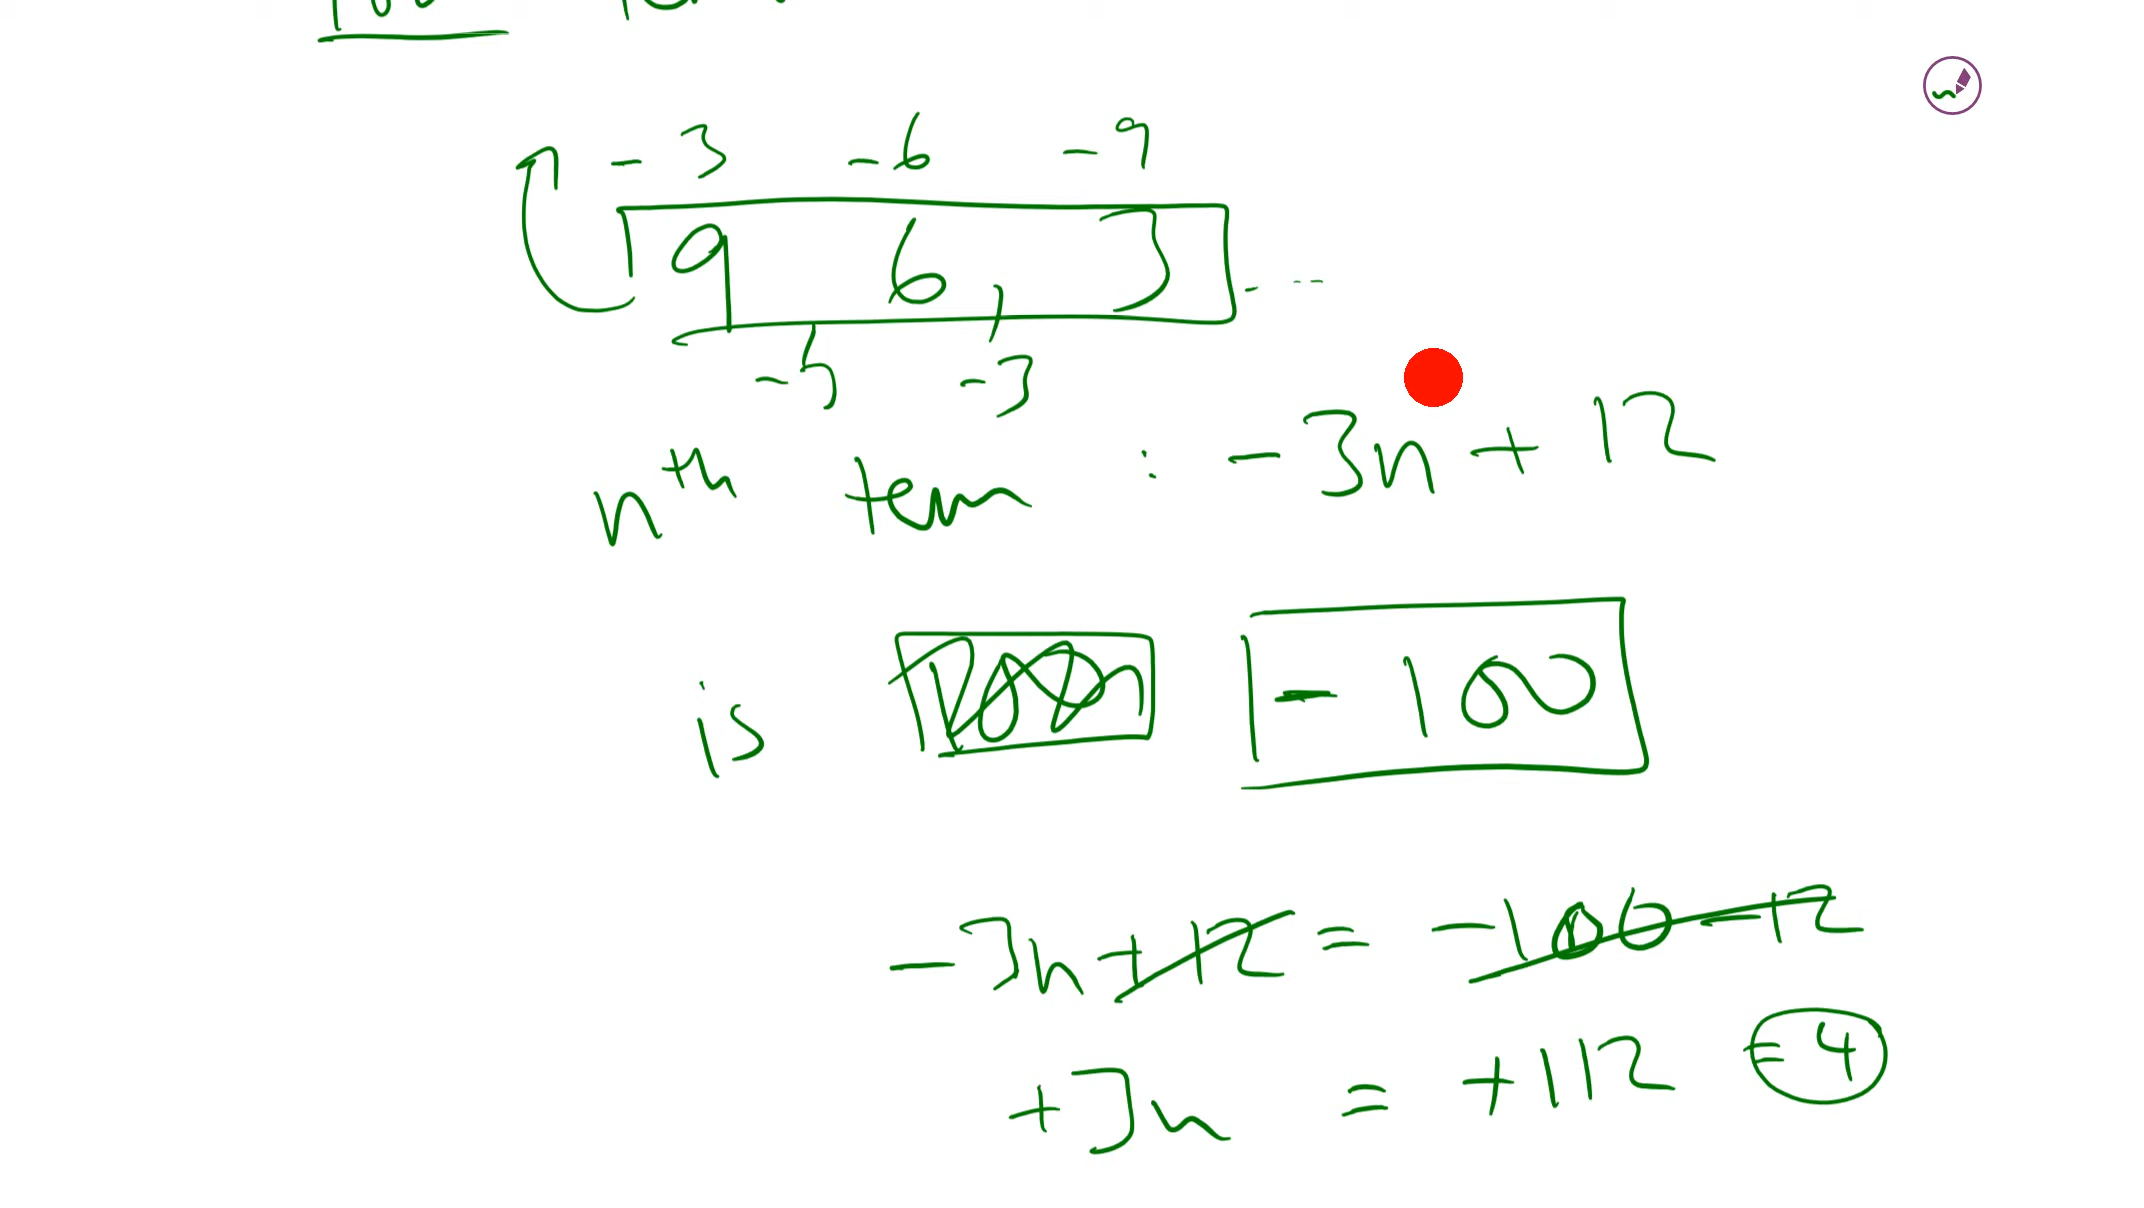 - 3 - 6 - 9
9, 6, 3 - - -
- 3 - 3
nth term : - 3n + 12
is - 100
- 3n + 12 = - 100 - 12
+ 3n = + 112 = 4